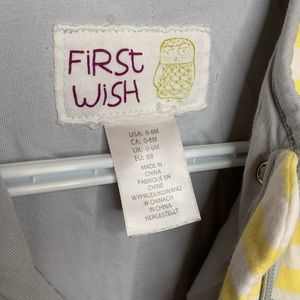 FiRST
WiSH
USA: 0-6M
CA: 0-6M
UK: 0-6M
EU: 68
MADE IN
CHINA
FABRIQUÉ EN
CHINE
WYPRODUKOWANO
W CHINACH
IN CHINA
HERGESTELLT